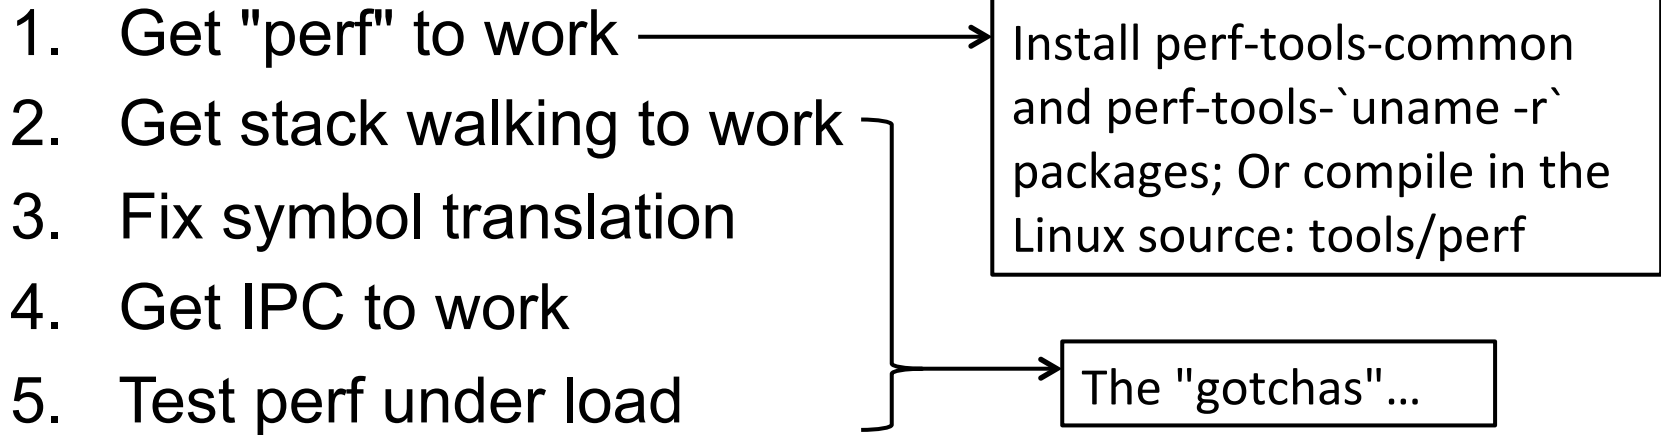 1. Get "perf" to work
2. Get stack walking to work
3. Fix symbol translation
4. Get IPC to work
5. Test perf under load
Install perf-tools-common
and perf-tools-`uname -r`
packages; Or compile in the
Linux source: tools/perf
The "gotchas"…